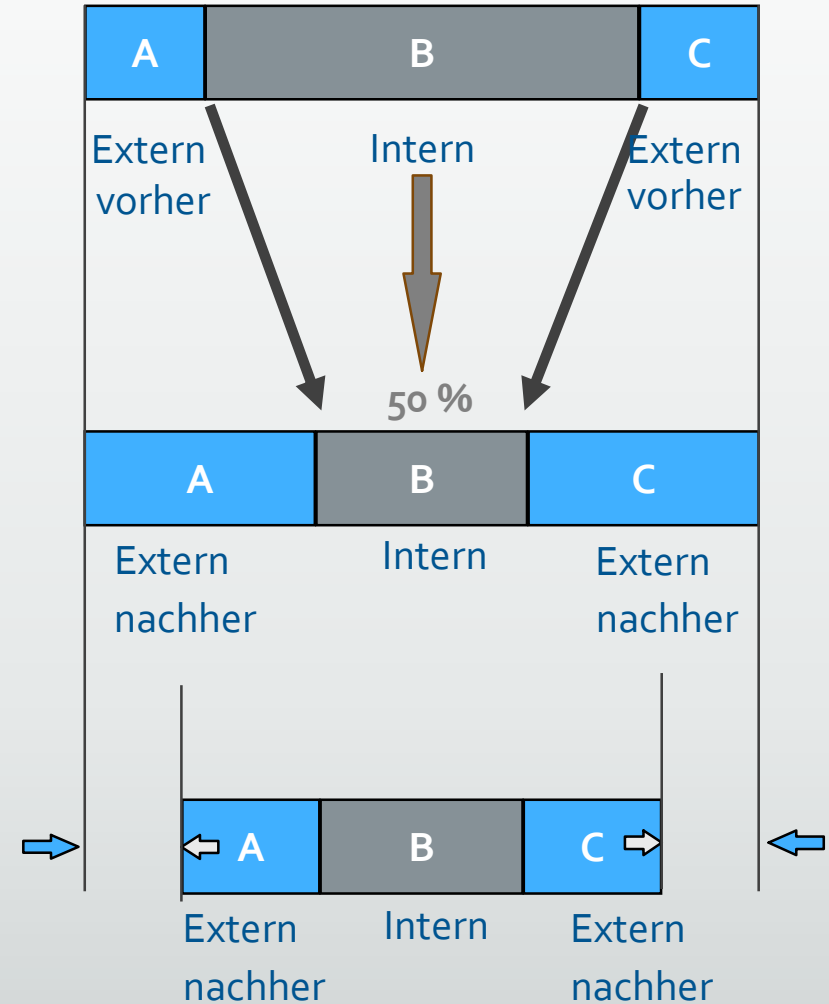 A B C
Extern Intern Extern
vorher vorher
50 %
A B C
Extern Intern Extern
nachher nachher
A B C
Extern Intern Extern
nachher nachher